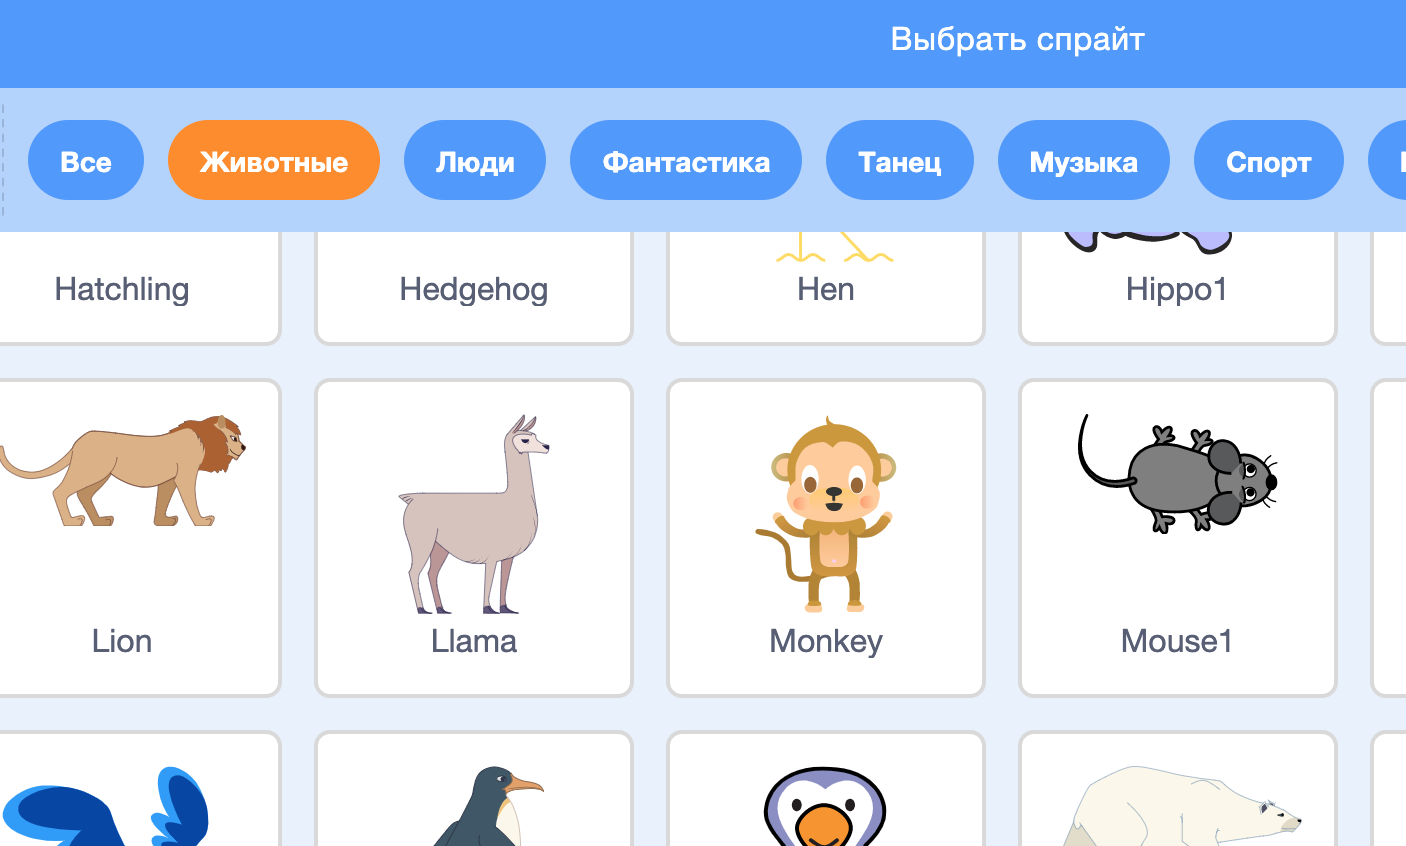 Выбрать спрайт
Все Животные Люди Фантастика Танец Музыка Спорт
Hatchling Hedgehog Hen Hippo1
Lion Llama Monkey Mouse1